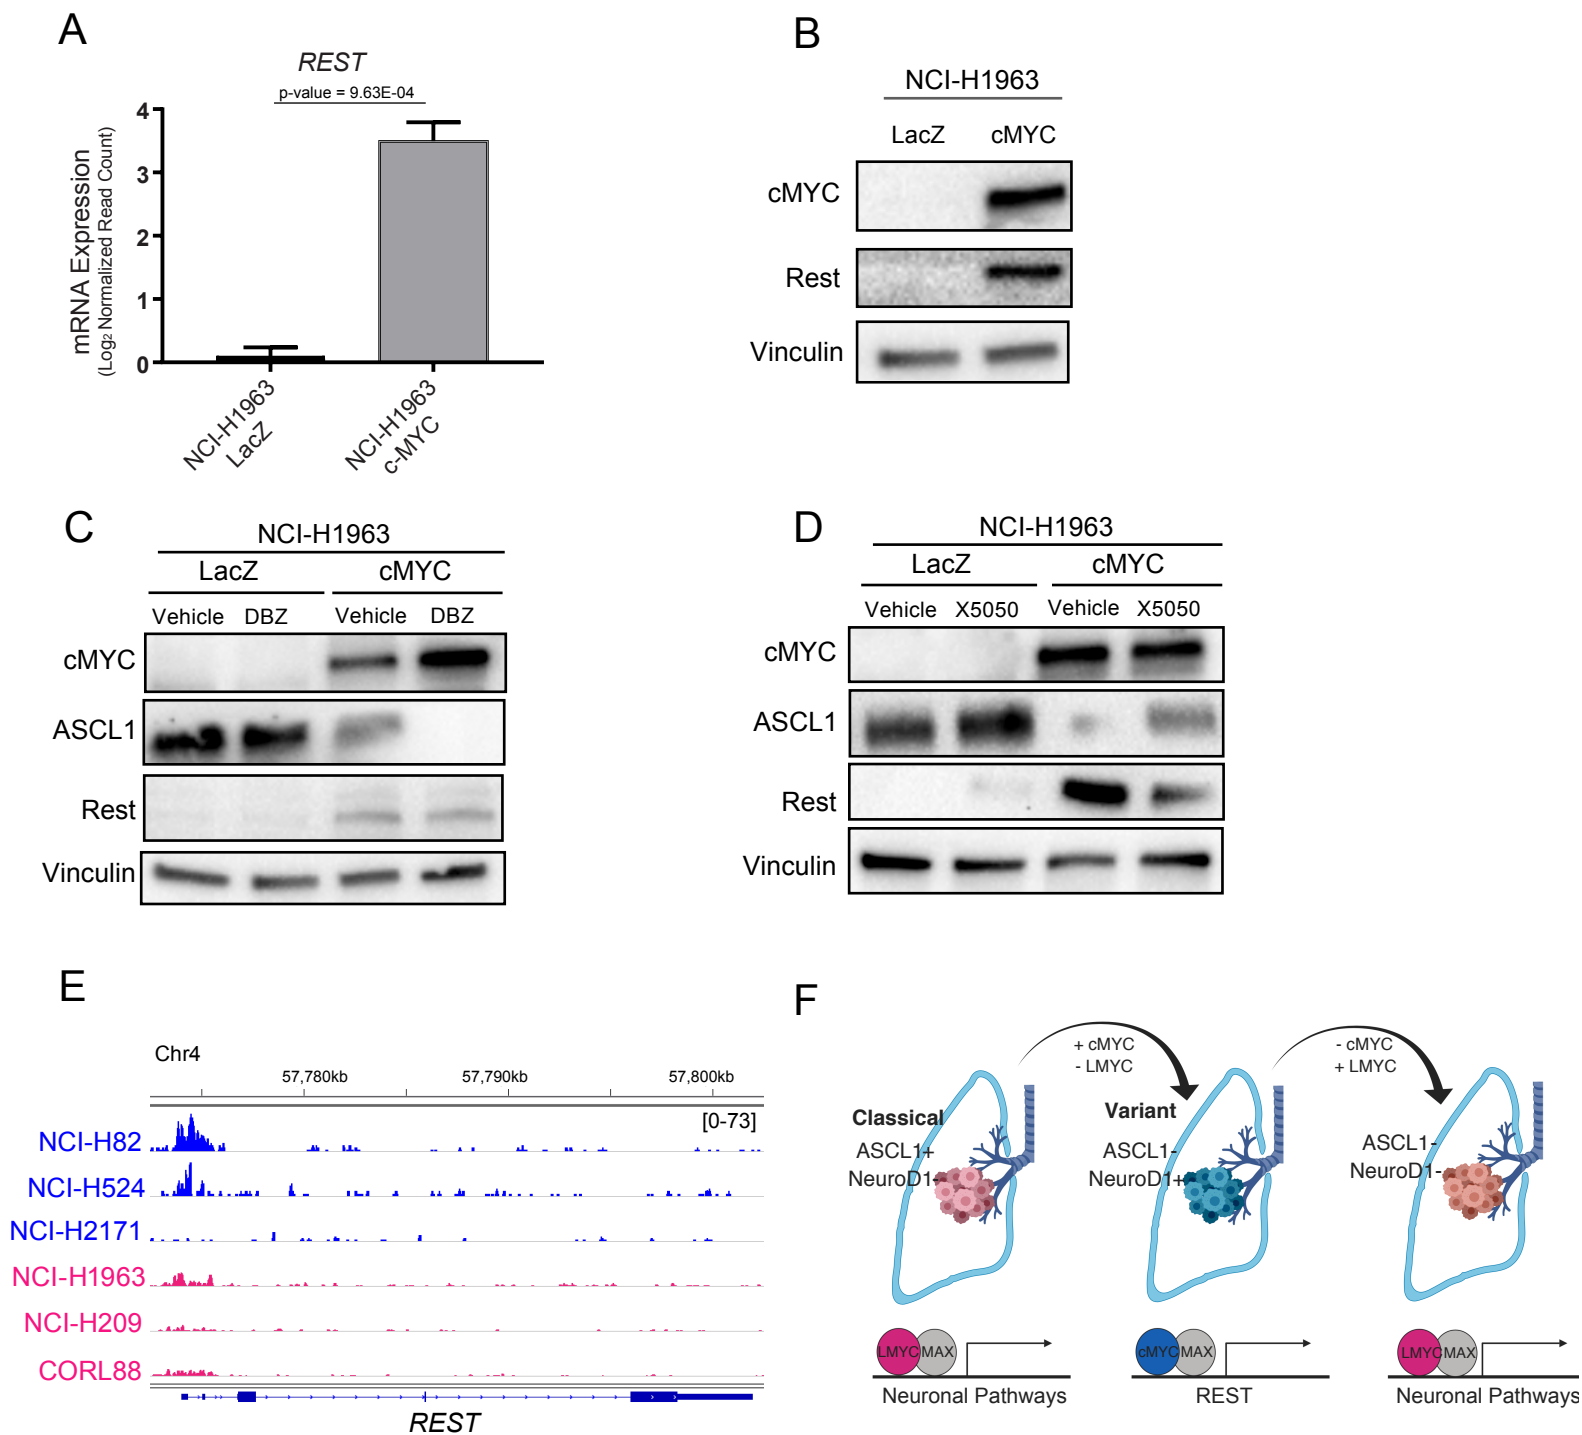 A
REST
p-value = 9.63E-04
mRNA Expression
(Log2 Normalized Read Count)
4
3
2
1
0
NCI-H1963
LacZ
NCI-H1963
c-MYC
B
NCI-H1963
LacZ cMYC
cMYC
Rest
Vinculin
C
NCI-H1963
LacZ cMYC
Vehicle DBZ Vehicle DBZ
cMYC
ASCL1
Rest
Vinculin
D
NCI-H1963
LacZ cMYC
Vehicle X5050 Vehicle X5050
cMYC
ASCL1
Rest
Vinculin
E
Chr4
57,780kb 57,790kb 57,800kb
[0-73]
NCI-H82
NCI-H524
NCI-H2171
NCI-H1963
NCI-H209
CORL88
REST
F
+ cMYC
- LMYC
- cMYC
+ LMYC
Classical
ASCL1+
NeuroD1-
Variant
ASCL1-
NeuroD1+
ASCL1-
NeuroD1-
LMYC MAX
Neuronal Pathways
cMYC MAX
REST
LMYC MAX
Neuronal Pathways